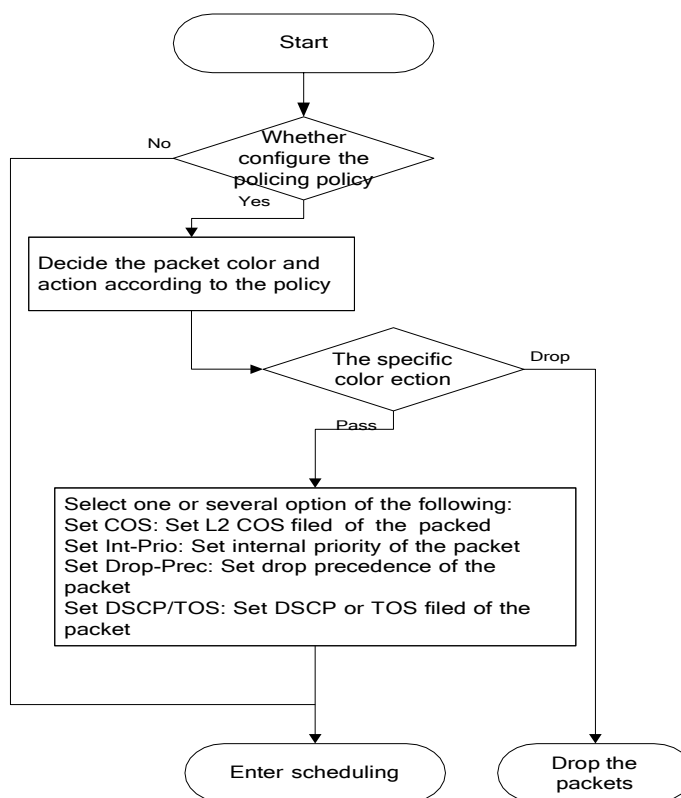 Start
Whether
configure the
policing policy
No
Yes
Decide the packet color and
action according to the policy
The specific
color ection
Drop
Pass
Select one or several option of the following:
Set COS: Set L2 COS filed of the packed
Set Int-Prio: Set internal priority of the packet
Set Drop-Prec: Set drop precedence of the
packet
Set DSCP/TOS: Set DSCP or TOS filed of the
packet
Enter scheduling
Drop the
packets